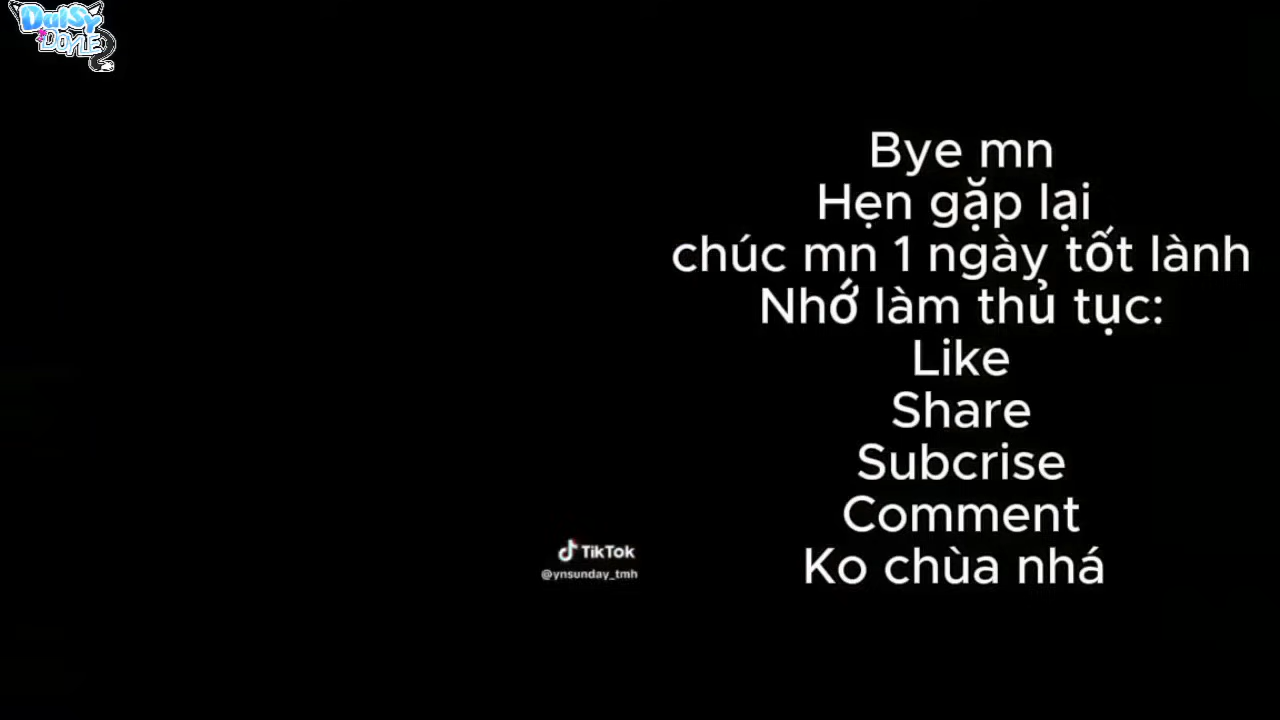 Daisy
DOYLE
Bye mn
Hẹn gặp lại
chúc mn 1 ngày tốt lành
Nhớ làm thủ tục:
Like
Share
Subcrise
Comment
Ko chùa nhá
TikTok
@ynsunday_tmh